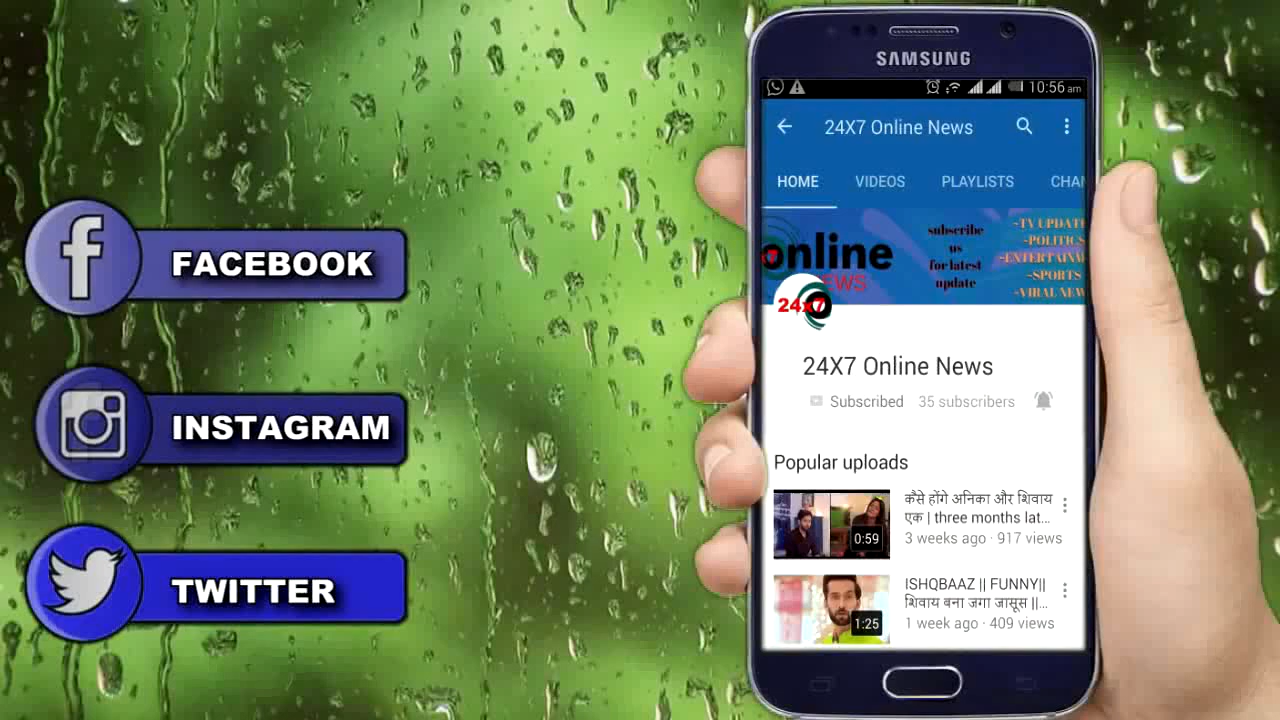 FACEBOOK
INSTAGRAM
TWITTER
SAMSUNG
10:56 am
24X7 Online News
HOME VIDEOS PLAYLISTS CHAN
online
NEWS
subscribe
us
for latest
update
~TV UPDATE
~POLITICS
~ENTERTAINM
~SPORTS
~VIRAL NEW
24x7
24X7 Online News
Subscribed 35 subscribers
Popular uploads
0:59
कैसे होंगे अनिका और शिवाय
एक | three months lat...
3 weeks ago · 917 views
1:25
ISHQBAAZ || FUNNY||
शिवाय बना जगा जासूस ||...
1 week ago · 409 views